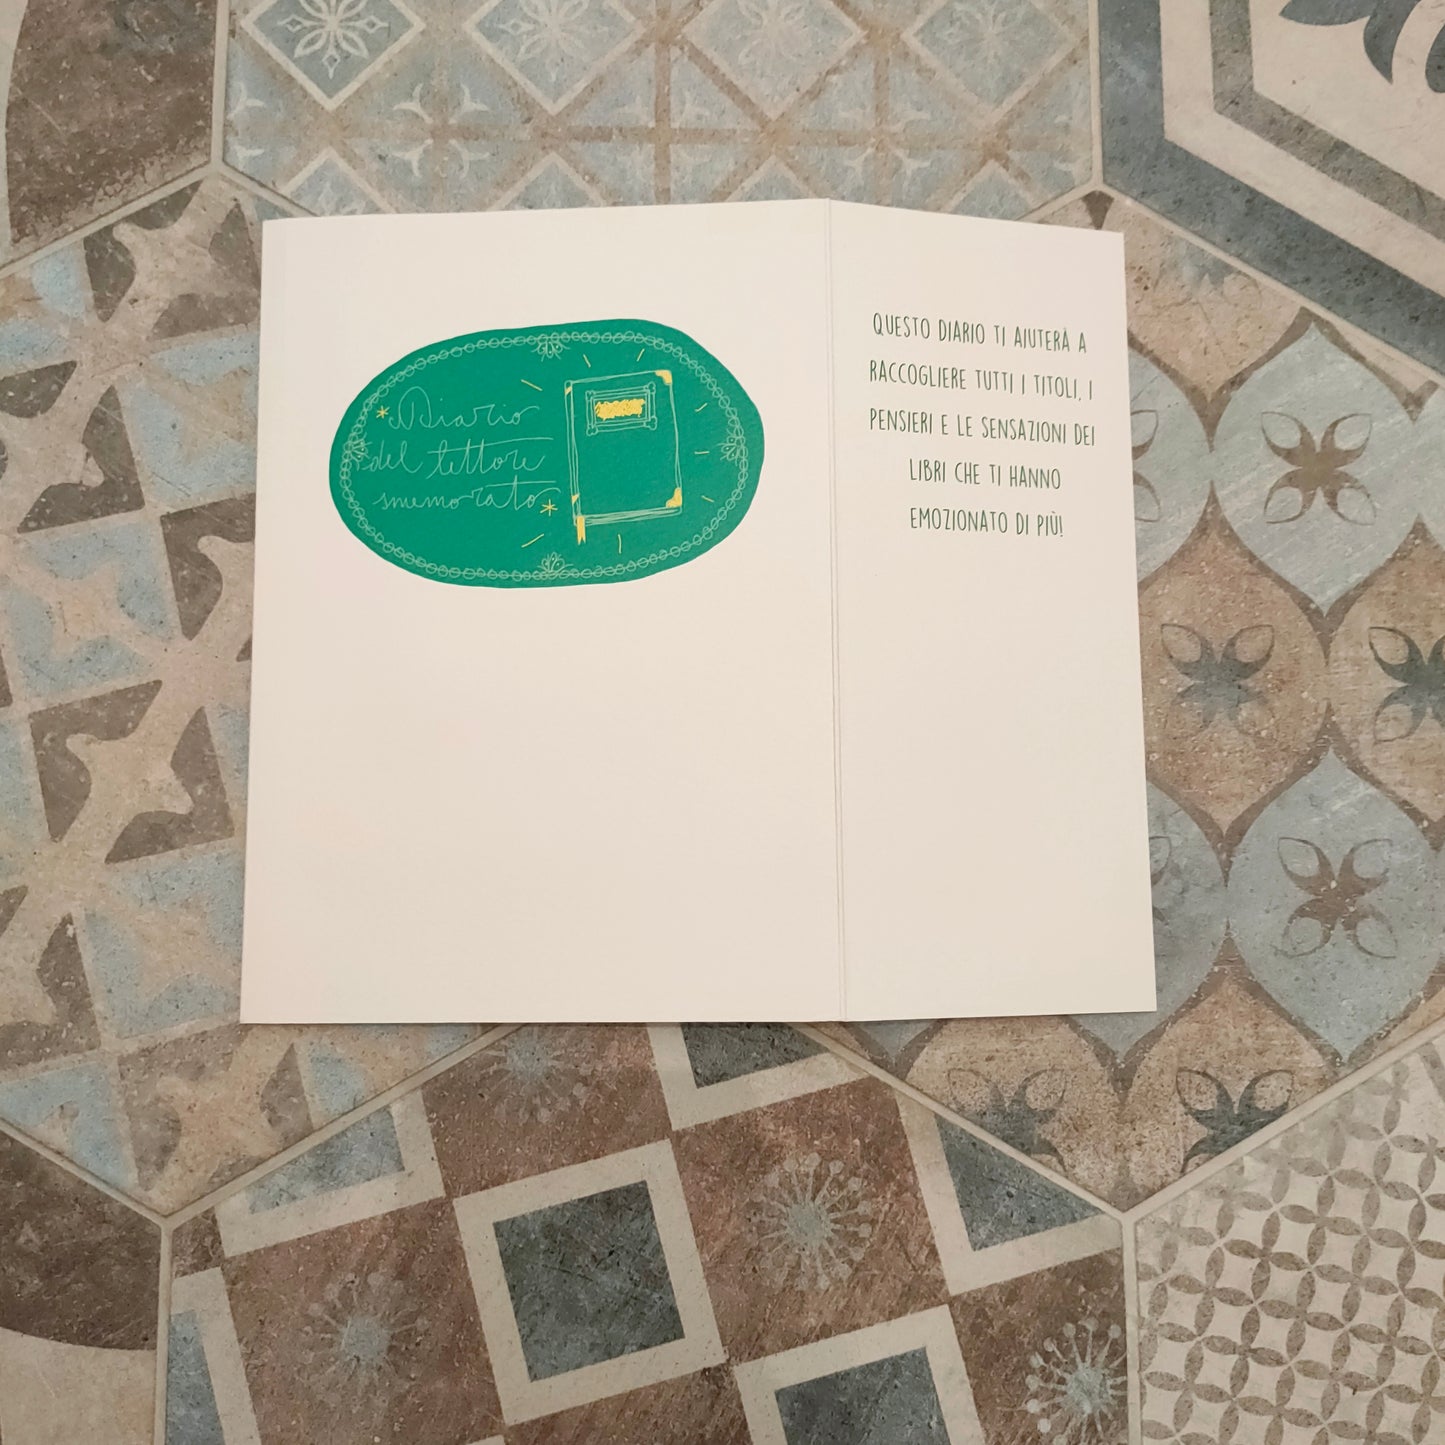 Diario
del lettore
smemorato
QUESTO DIARIO TI AIUTERÀ A
RACCOGLIERE TUTTI I TITOLI, I
PENSIERI E LE SENSAZIONI DEI
LIBRI CHE TI HANNO
EMOZIONATO DI PIÙ!